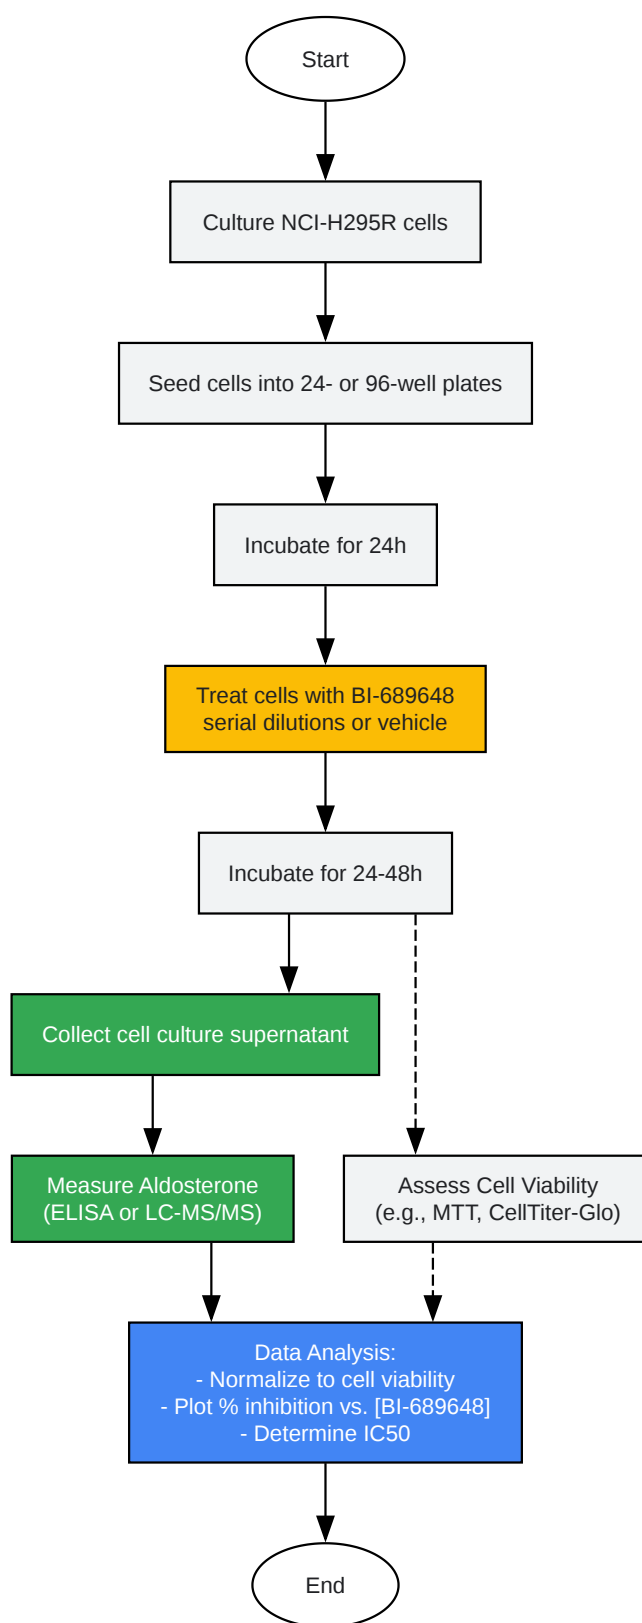 Start
Culture NCI-H295R cells
Seed cells into 24- or 96-well plates
Incubate for 24h
Treat cells with BI-689648
serial dilutions or vehicle
Incubate for 24-48h
Collect cell culture supernatant
Measure Aldosterone
(ELISA or LC-MS/MS)
Assess Cell Viability
(e.g., MTT, CellTiter-Glo)
Data Analysis:
- Normalize to cell viability
- Plot % inhibition vs. [BI-689648]
- Determine IC50
End